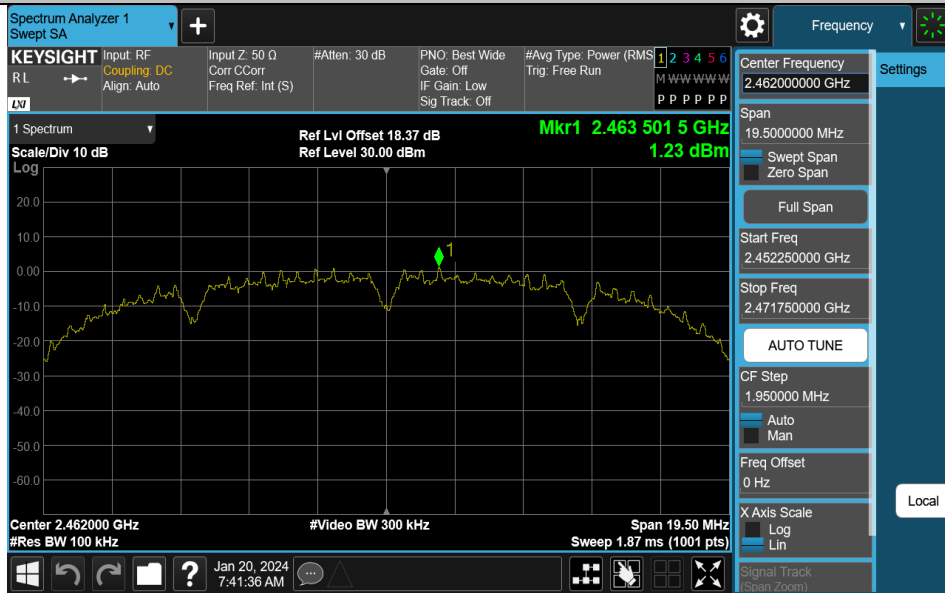 Spectrum Analyzer 1
Swept SA
+
Frequency
KEYSIGHT
RL
LXI
Input: RF
Coupling: DC
Align: Auto
Input Z: 50 Ω
Corr CCorr
Freq Ref: Int (S)
#Atten: 30 dB
PNO: Best Wide
Gate: Off
IF Gain: Low
Sig Track: Off
#Avg Type: Power (RMS
Trig: Free Run
1 2 3 4 5 6
M W W W W W
P P P P P P
1 Spectrum
Scale/Div 10 dB
Log
Ref Lvl Offset 18.37 dB
Ref Level 30.00 dBm
Mkr1 2.463 501 5 GHz
1.23 dBm
1
20.0
10.0
0.00
-10.0
-20.0
-30.0
-40.0
-50.0
-60.0
Center 2.462000 GHz
#Res BW 100 kHz
#Video BW 300 kHz
Span 19.50 MHz
Sweep 1.87 ms (1001 pts)
?
Jan 20, 2024
7:41:36 AM
Center Frequency
2.462000000 GHz
Span
19.5000000 MHz
Swept Span
Zero Span
Full Span
Start Freq
2.452250000 GHz
Stop Freq
2.471750000 GHz
AUTO TUNE
CF Step
1.950000 MHz
Auto
Man
Freq Offset
0 Hz
X Axis Scale
Log
Lin
Signal Track
(Span Zoom)
Settings
Local